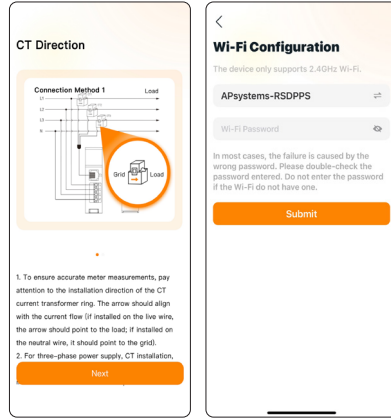 CT Direction
Connection Method 1
Load
L1
L2
L3
N
Grid
Load
1. To ensure accurate meter measurements, pay
attention to the installation direction of the CT
current transformer ring. The arrow should align
with the current flow (if installed on the live wire,
the arrow should point to the load; if installed on
the neutral wire, it should point to the grid).
2. For three-phase power supply, CT installation,
Next
Wi-Fi Configuration
The device only supports 2.4GHz Wi-Fi.
APsystems-RSDPPS
Wi-Fi Password
In most cases, the failure is caused by the
wrong password. Please double-check the
password entered. Do not enter the password
if the Wi-Fi do not have one.
Submit